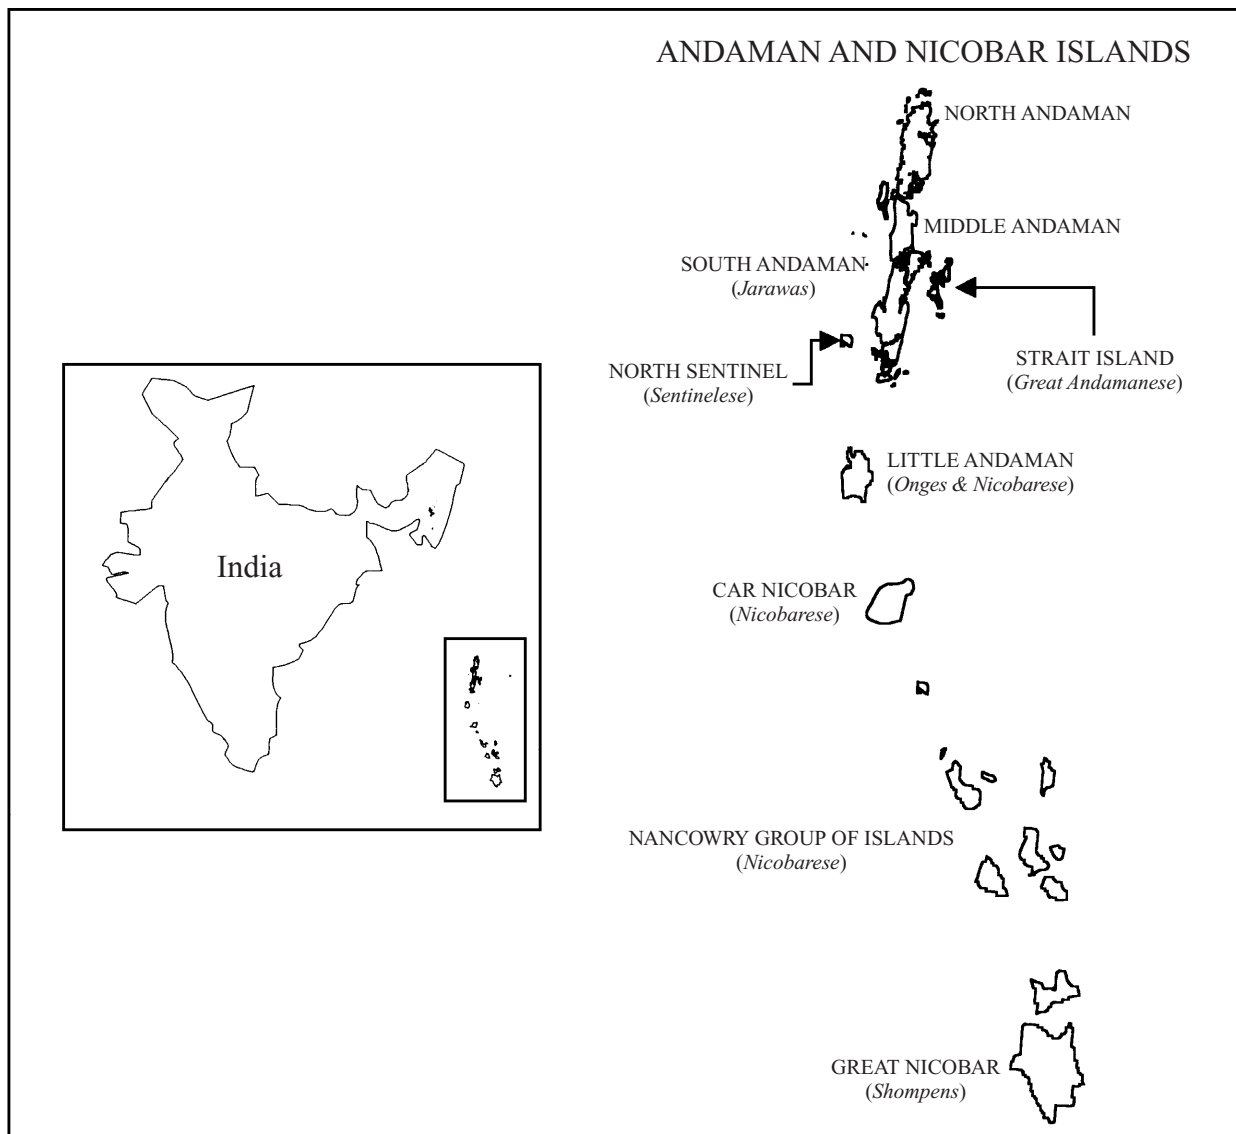 ANDAMAN AND NICOBAR ISLANDS
NORTH ANDAMAN
MIDDLE ANDAMAN
SOUTH ANDAMAN
(Jarawas)
STRAIT ISLAND
(Great Andamanese)
NORTH SENTINEL
(Sentinelese)
LITTLE ANDAMAN
(Onges & Nicobarese)
India
CAR NICOBAR
(Nicobarese)
NANCOWRY GROUP OF ISLANDS
(Nicobarese)
GREAT NICOBAR
(Shompens)